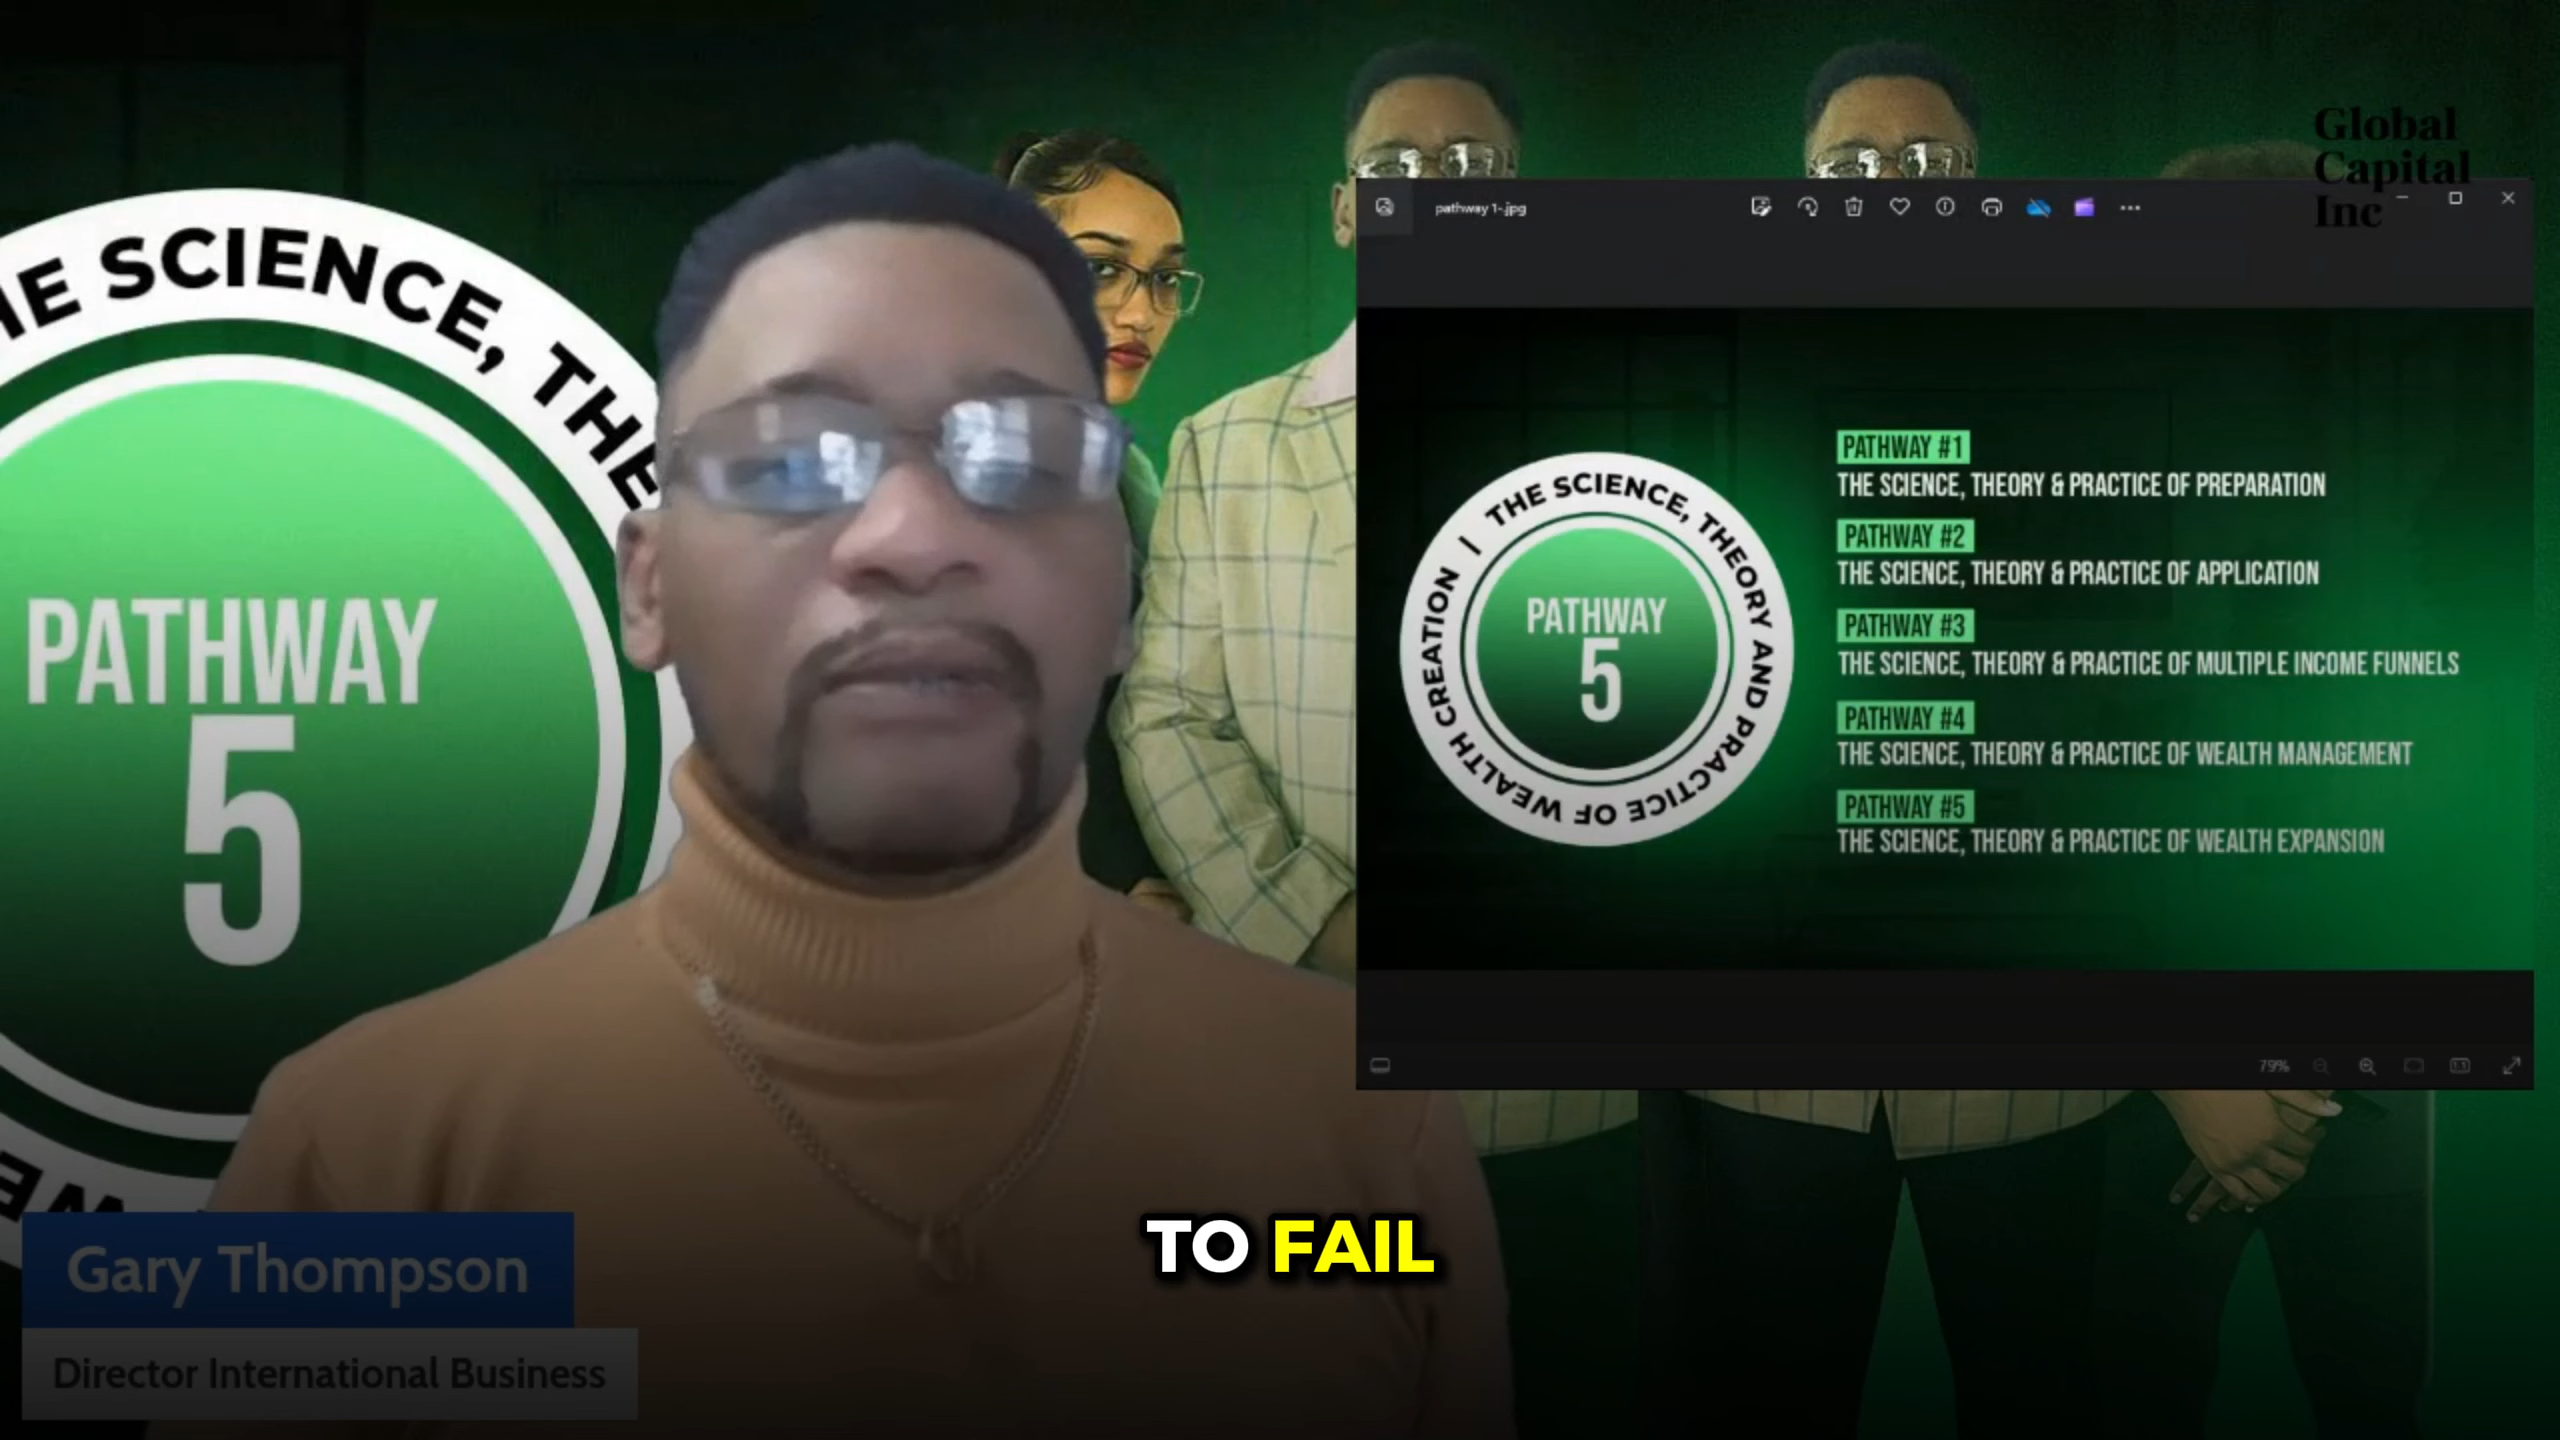 THE SCIENCE, THE
PATHWAY
5
WE
Global
Capital
Inc
pathway 1-.jpg
THE SCIENCE, THEORY AND PRACTICE OF WEALTH CREATION |
PATHWAY
5
PATHWAY #1
THE SCIENCE, THEORY & PRACTICE OF PREPARATION
PATHWAY #2
THE SCIENCE, THEORY & PRACTICE OF APPLICATION
PATHWAY #3
THE SCIENCE, THEORY & PRACTICE OF MULTIPLE INCOME FUNNELS
PATHWAY #4
THE SCIENCE, THEORY & PRACTICE OF WEALTH MANAGEMENT
PATHWAY #5
THE SCIENCE, THEORY & PRACTICE OF WEALTH EXPANSION
79%
TO FAIL
Gary Thompson
Director International Business